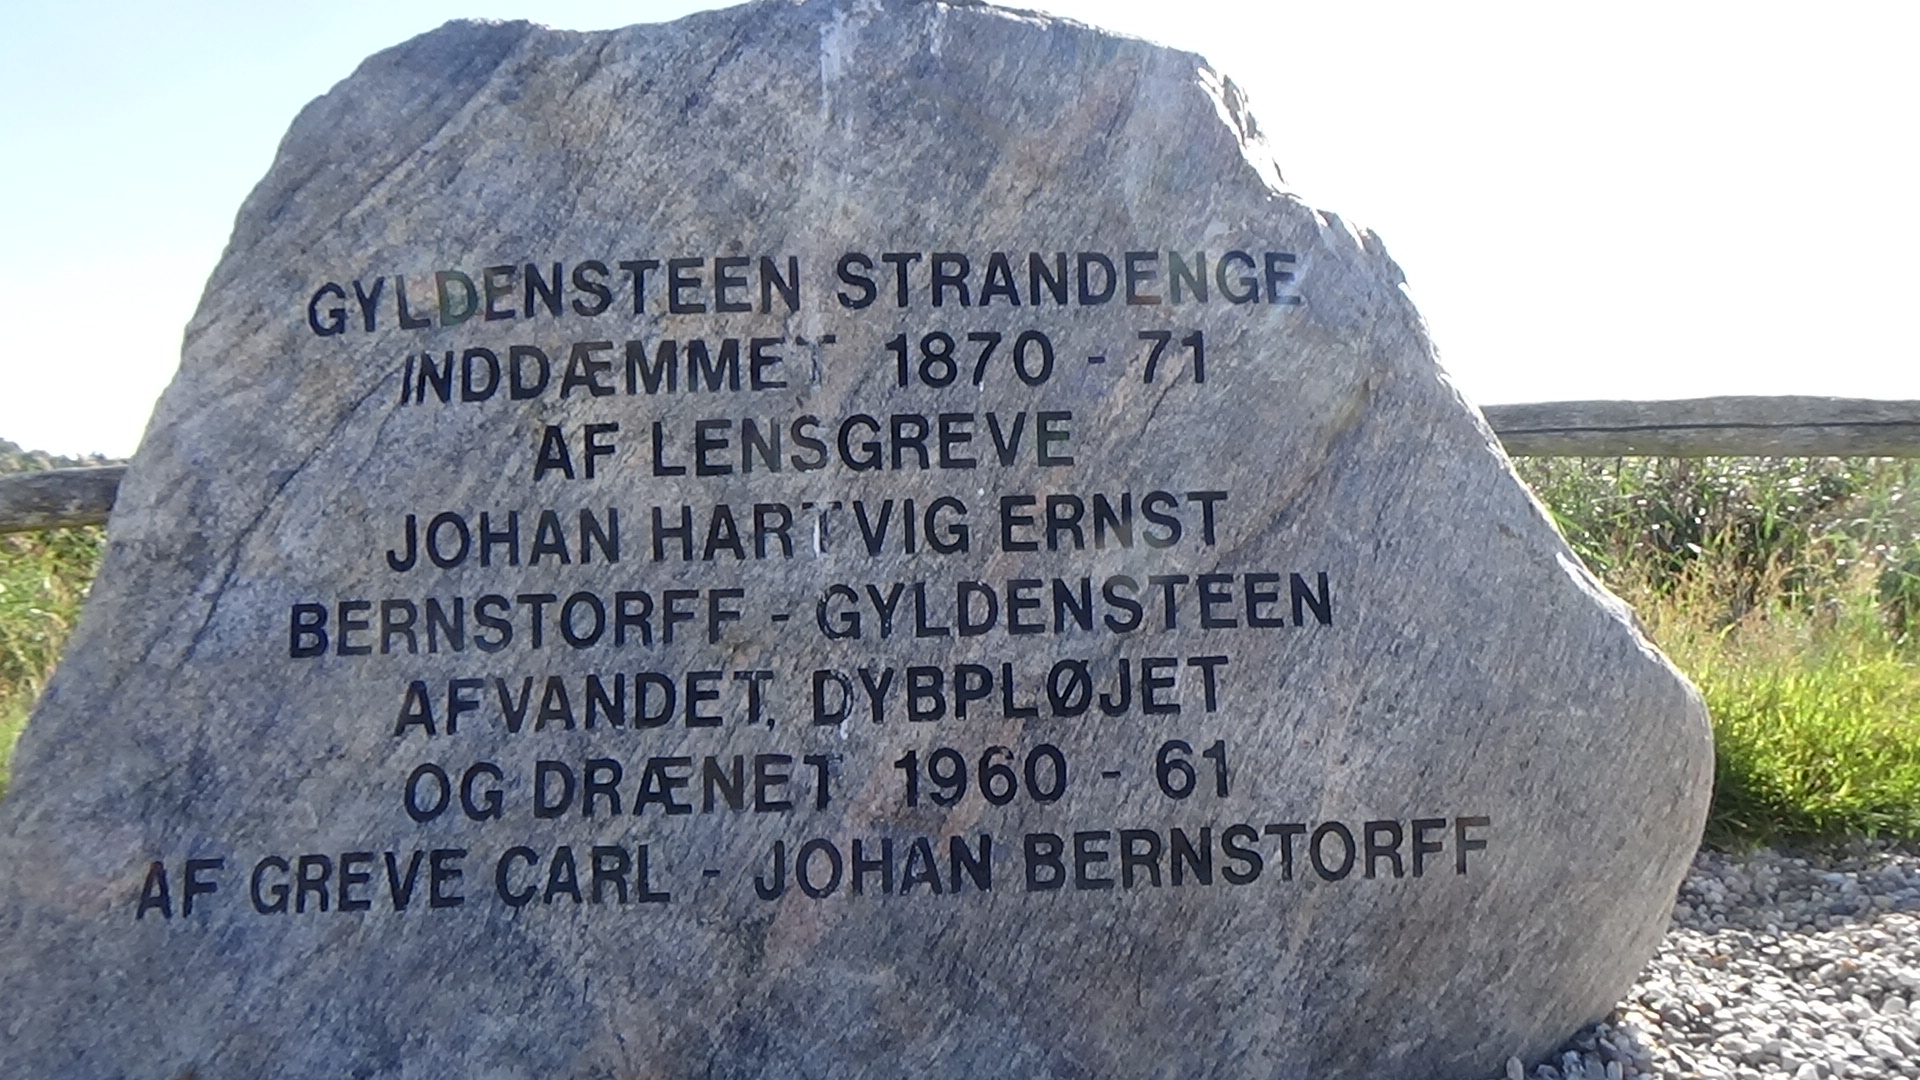 GYLDENSTEEN STRANDENGE
INDDÆMMET 1870 - 71
AF LENSGREVE
JOHAN HARTVIG ERNST
BERNSTORFF - GYLDENSTEEN
AFVANDET, DYBPLØJET
OG DRÆNET 1960 - 61
AF GREVE CARL - JOHAN BERNSTORFF